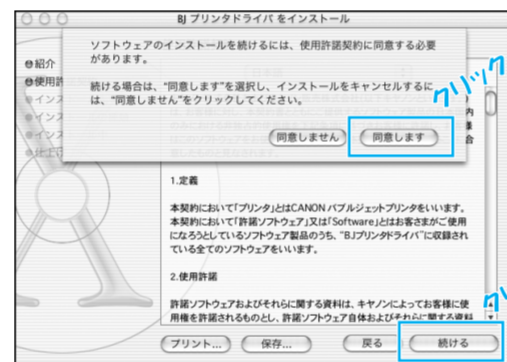 BJ プリンタドライバ をインストール
ソフトウェアのインストールを続けるには、使用許諾契約に同意する必要
があります。
続ける場合は、“同意します”を選択し、インストールをキャンセルするに
は、“同意しません”をクリックしてください。
クリック
同意しません
同意します
紹介
使用許
インス
インス
インス
仕上げ
1.定義
本契約において「プリンタ」とはCANON バブルジェットプリンタをいいます。
本契約において「許諾ソフトウェア」又は「Software」とはお客さまがご使用
になろうとしているソフトウェア製品のうち、“BJプリンタドライバ”に収録され
ている全てのソフトウェアをいいます。
2.使用許諾
許諾ソフトウェアおよびそれらに関する資料は、キヤノンによってお客様に使
用権を許諾されるものとし、許諾ソフトウェア自体およびそれらに関する資料
プリント...
保存...
戻る
続ける